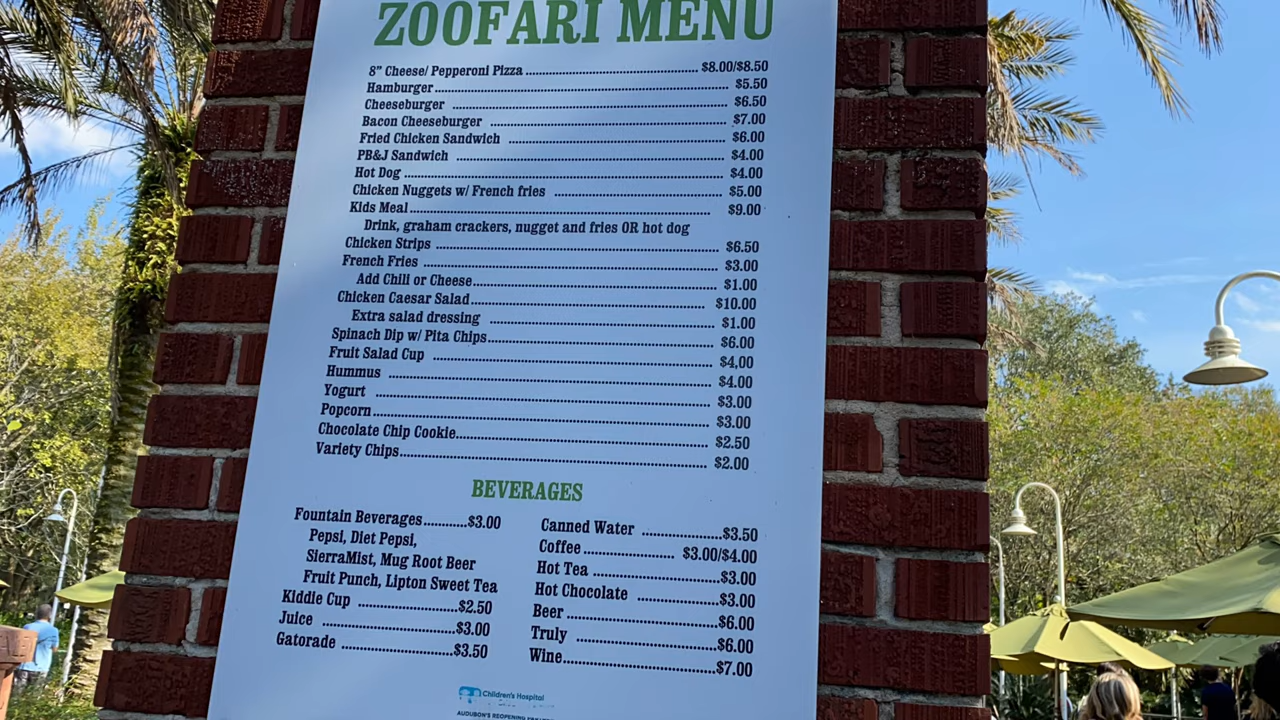 ZOOFARI MENU
8" Cheese/ Pepperoni Pizza $8.00/$8.50
Hamburger $5.50
Cheeseburger $6.50
Bacon Cheeseburger $7.00
Fried Chicken Sandwich $6.00
PB&J Sandwich $4.00
Hot Dog $4.00
Chicken Nuggets w/ French fries $5.00
Kids Meal $9.00
Drink, graham crackers, nugget and fries OR hot dog
Chicken Strips $6.50
French Fries $3.00
Add Chili or Cheese $1.00
Chicken Caesar Salad $10.00
Extra salad dressing $1.00
Spinach Dip w/ Pita Chips $6.00
Fruit Salad Cup $4,00
Hummus $4.00
Yogurt $3.00
Popcorn $3.00
Chocolate Chip Cookie $2.50
Variety Chips $2.00
BEVERAGES
Fountain Beverages $3.00
Pepsi, Diet Pepsi,
SierraMist, Mug Root Beer
Fruit Punch, Lipton Sweet Tea
Kiddie Cup $2.50
Juice $3.00
Gatorade $3.50
Canned Water $3.50
Coffee $3.00/$4.00
Hot Tea $3.00
Hot Chocolate $3.00
Beer $6.00
Truly $6.00
Wine $7.00
Children's Hospital
AUDUBON'S REOPENING